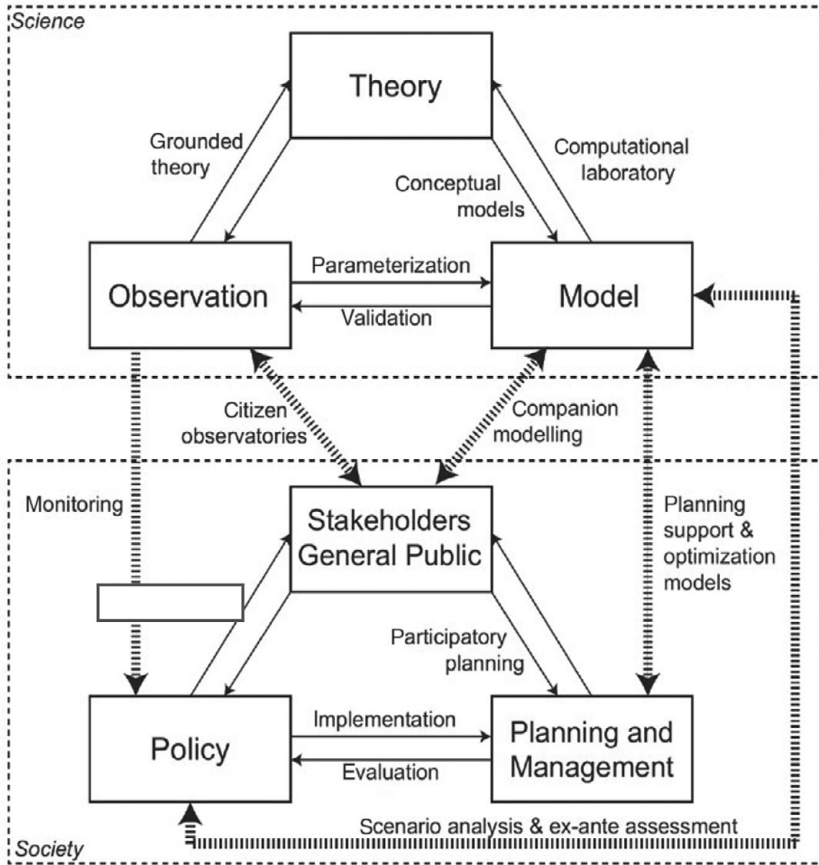 Science
Theory
Grounded
theory
Computational
laboratory
Conceptual
models
Observation
Parameterization
Validation
Model
Citizen
observatories
Companion
modelling
Monitoring
Stakeholders
General Public
Planning
support &
optimization
models
Participatory
planning
Policy
Implementation
Evaluation
Planning and
Management
Scenario analysis & ex-ante assessment
Society